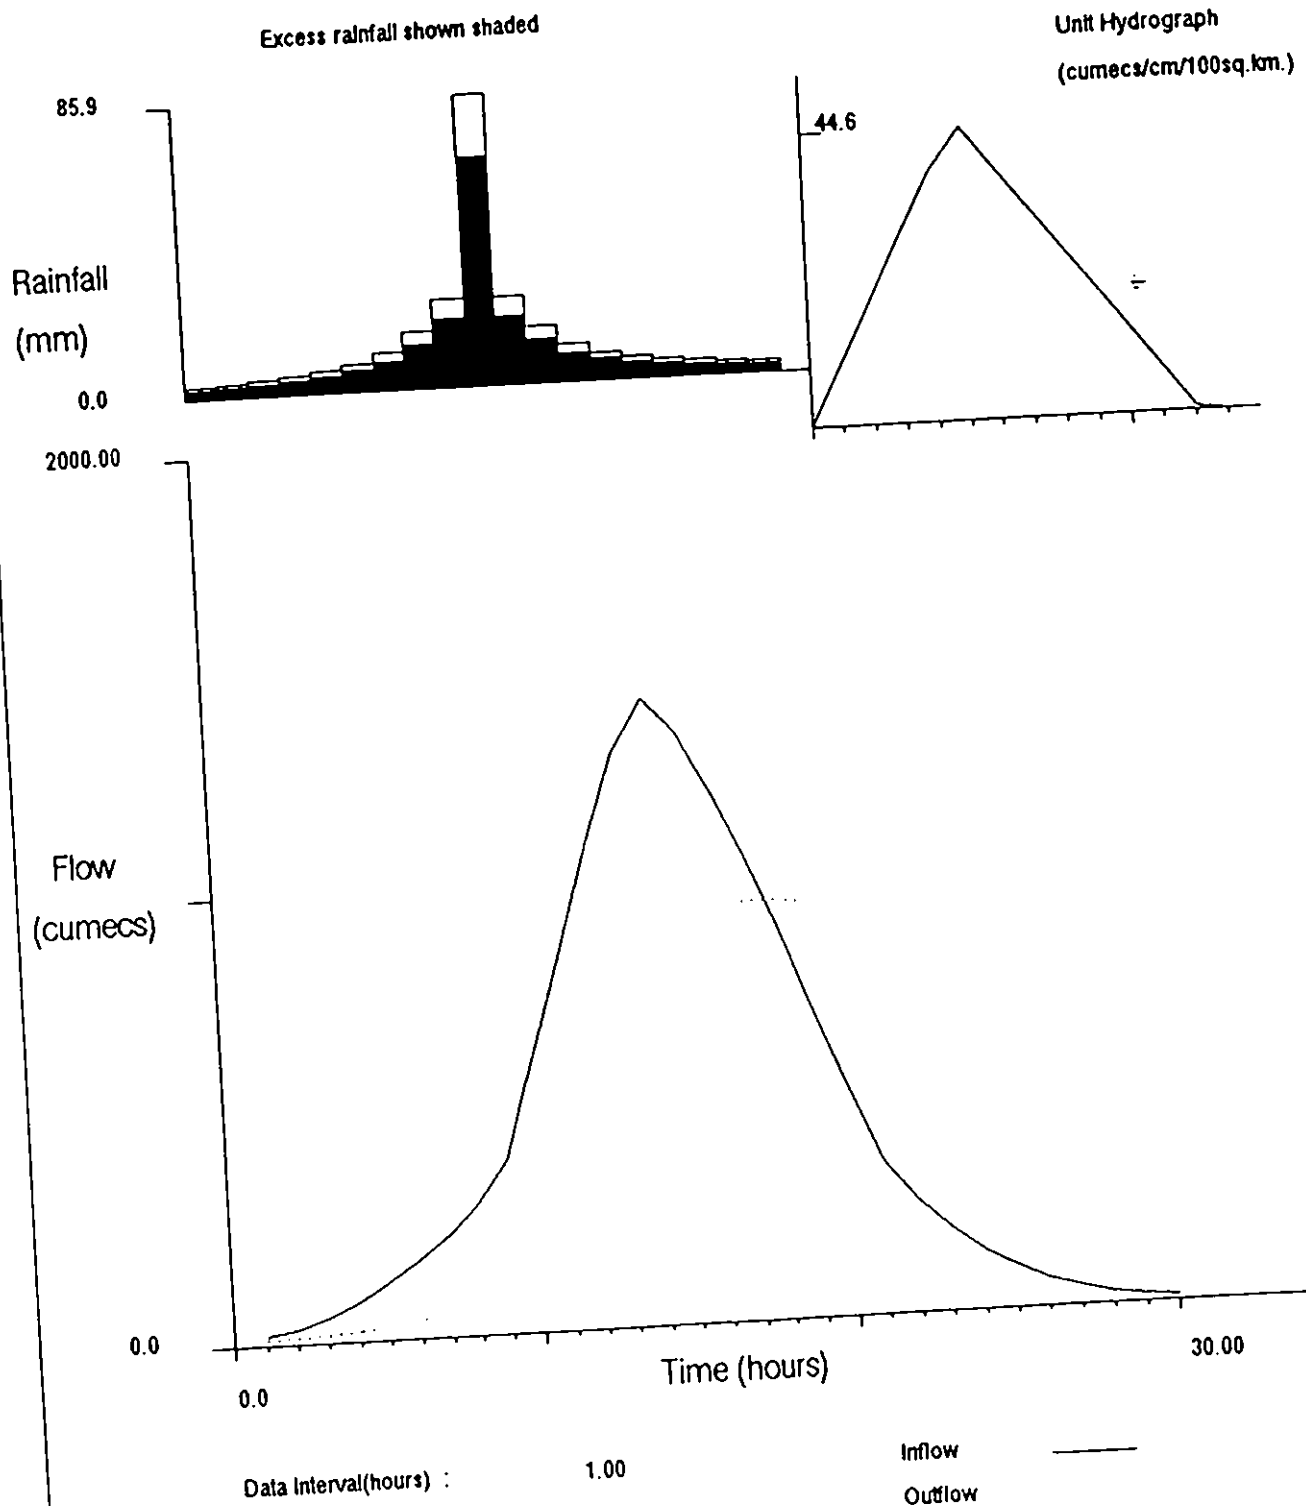 Excess rainfall shown shaded
Unit Hydrograph
(cumecs/cm/100sq.km.)
85.9
44.6
Rainfall
(mm)
0.0
2000.00
Flow
(cumecs)
0.0
0.0
Time (hours)
30.00
Data Interval(hours) :
1.00
Inflow
Outflow